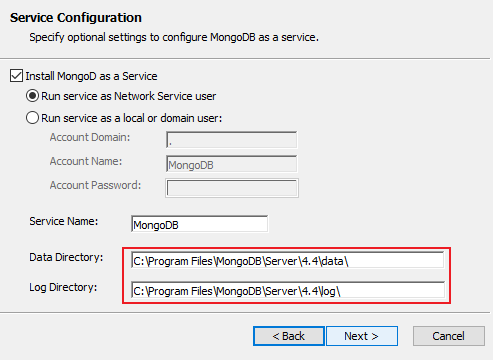 Service Configuration
Specify optional settings to configure MongoDB as a service.
Install MongoD as a Service
Run service as Network Service user
Run service as a local or domain user:
Account Domain: .
Account Name: MongoDB
Account Password:
Service Name: MongoDB
Data Directory: C:\Program Files\MongoDB\Server\4.4\data\
Log Directory: C:\Program Files\MongoDB\Server\4.4\log\
< Back Next > Cancel